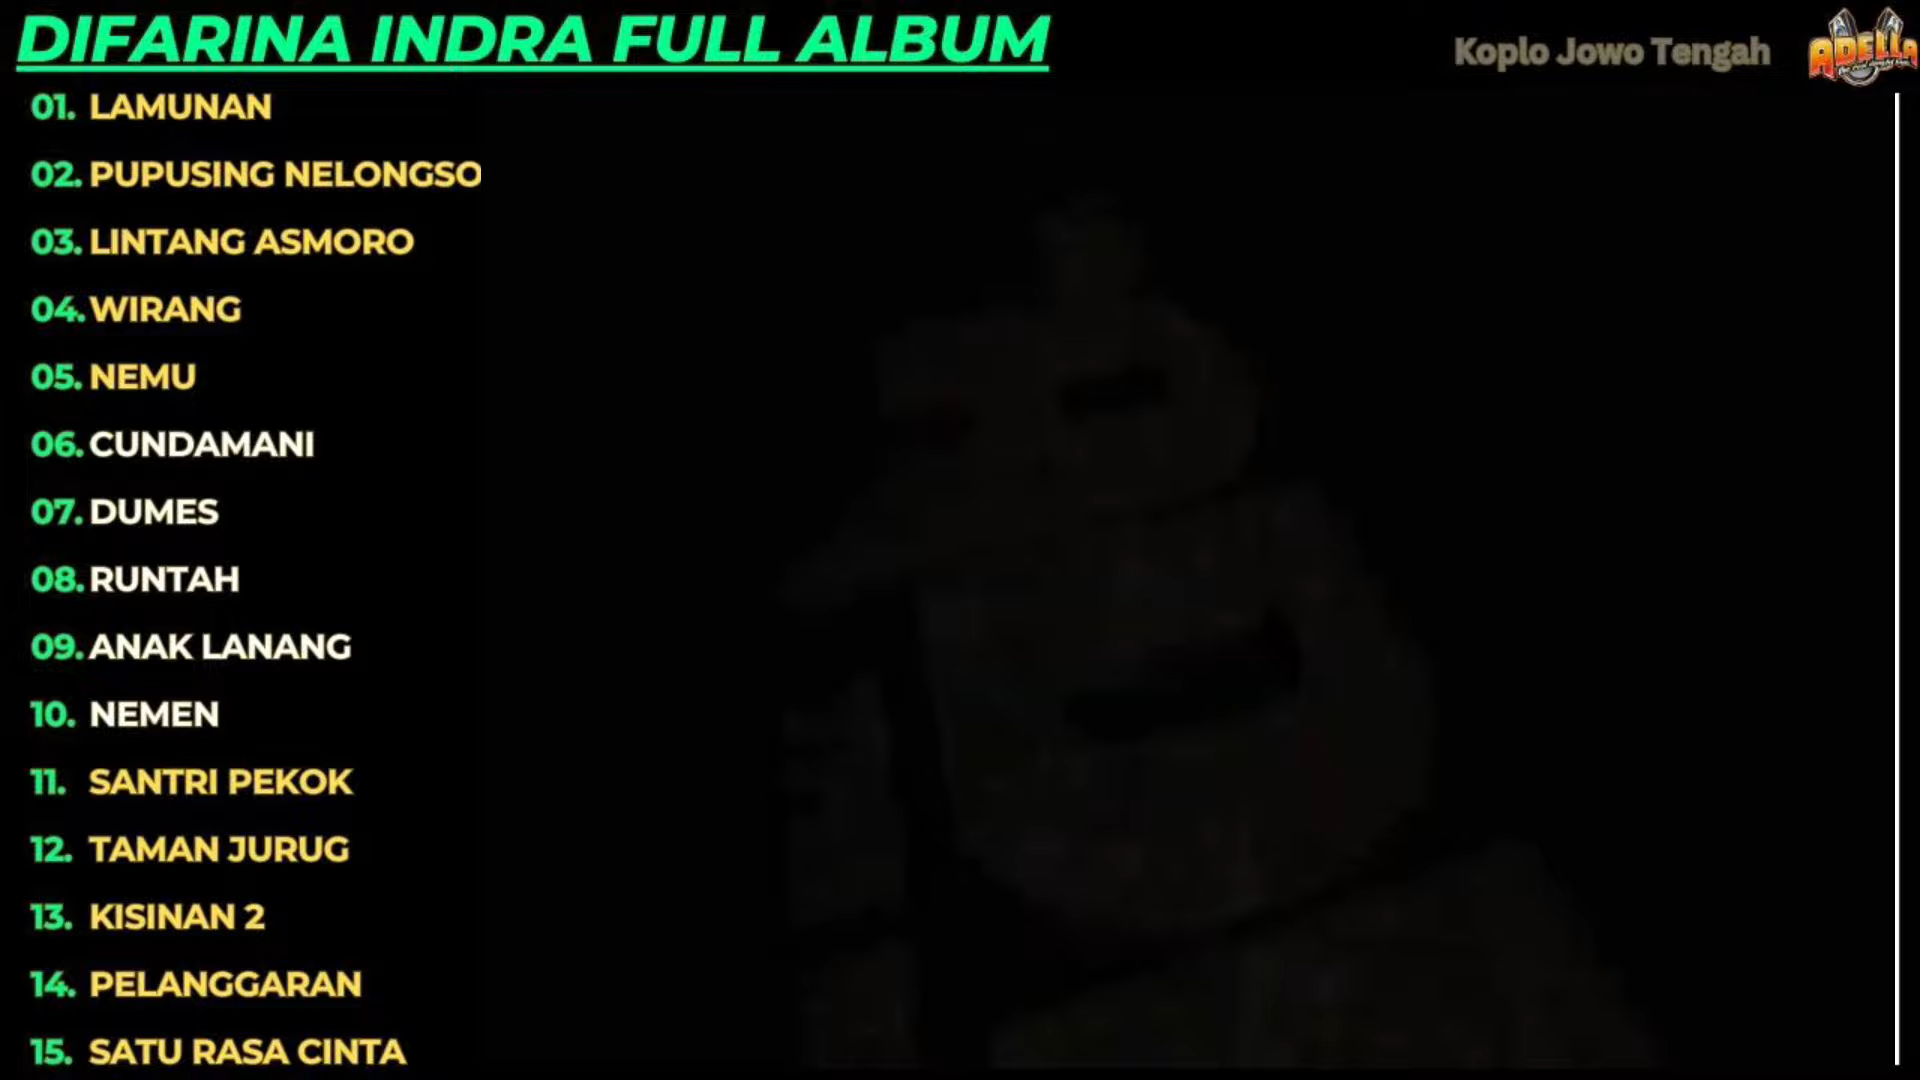 DIFARINA INDRA FULL ALBUM
Koplo Jowo Tengah
ADELLA
01. LAMUNAN
02. PUPUSING NELONGSO
03. LINTANG ASMORO
04. WIRANG
05. NEMU
06. CUNDAMANI
07. DUMES
08. RUNTAH
09. ANAK LANANG
10. NEMEN
11. SANTRI PEKOK
12. TAMAN JURUG
13. KISINAN 2
14. PELANGGARAN
15. SATU RASA CINTA